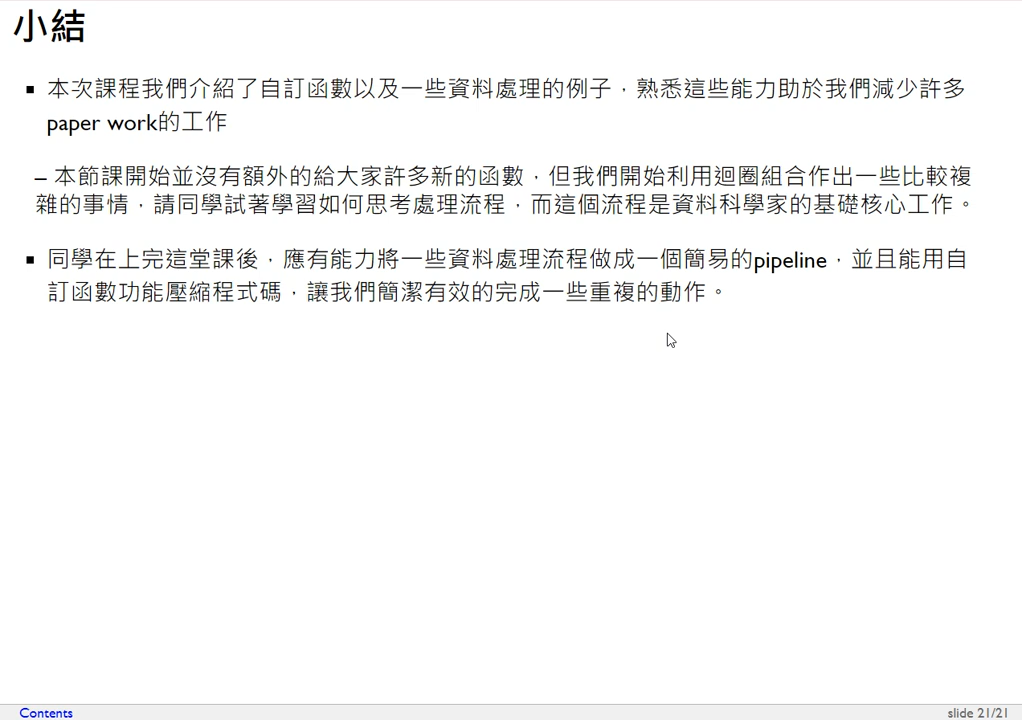 小結
▪ 本次課程我們介紹了自訂函數以及一些資料處理的例子，熟悉這些能力助於我們減少許多
paper work的工作
– 本節課開始並沒有額外的給大家許多新的函數，但我們開始利用迴圈組合作出一些比較複
雜的事情，請同學試著學習如何思考處理流程，而這個流程是資料科學家的基礎核心工作。
▪ 同學在上完這堂課後，應有能力將一些資料處理流程做成一個簡易的pipeline，並且能用自
訂函數功能壓縮程式碼，讓我們簡潔有效的完成一些重複的動作。
Contents
slide 21/21